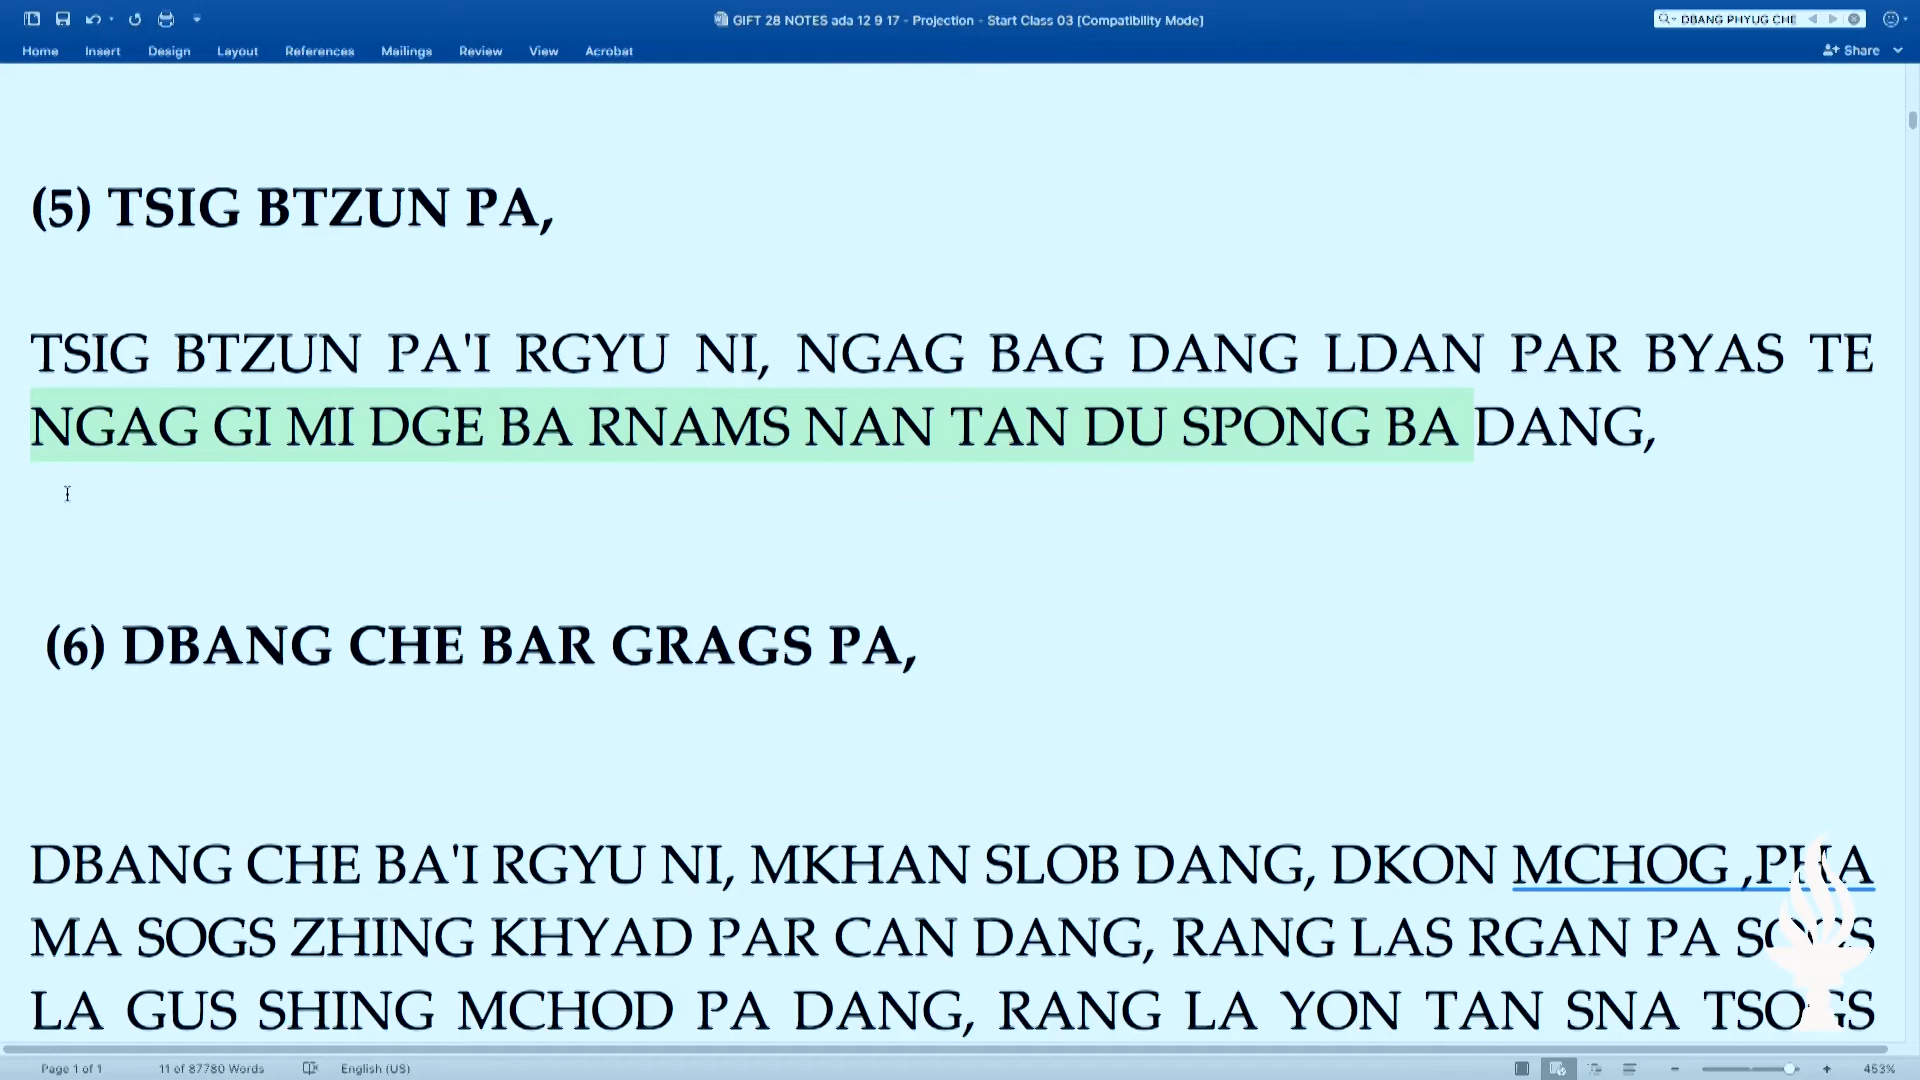 GIFT 28 NOTES ada 12 9 17 - Projection - Start Class 03 [Compatibility Mode]
DBANG PHYUG CHE
Home Insert Design Layout References Mailings Review View Acrobat
Share
(5) TSIG BTZUN PA,
TSIG BTZUN PA'I RGYU NI, NGAG BAG DANG LDAN PAR BYAS TE
NGAG GI MI DGE BA RNAMS NAN TAN DU SPONG BA DANG,
(6) DBANG CHE BAR GRAGS PA,
DBANG CHE BA'I RGYU NI, MKHAN SLOB DANG, DKON MCHOG ,PHA
MA SOGS ZHING KHYAD PAR CAN DANG, RANG LAS RGAN PA SOGS
LA GUS SHING MCHOD PA DANG, RANG LA YON TAN SNA TSOGS
Page 1 of 1 11 of 87780 Words English (US) 453%